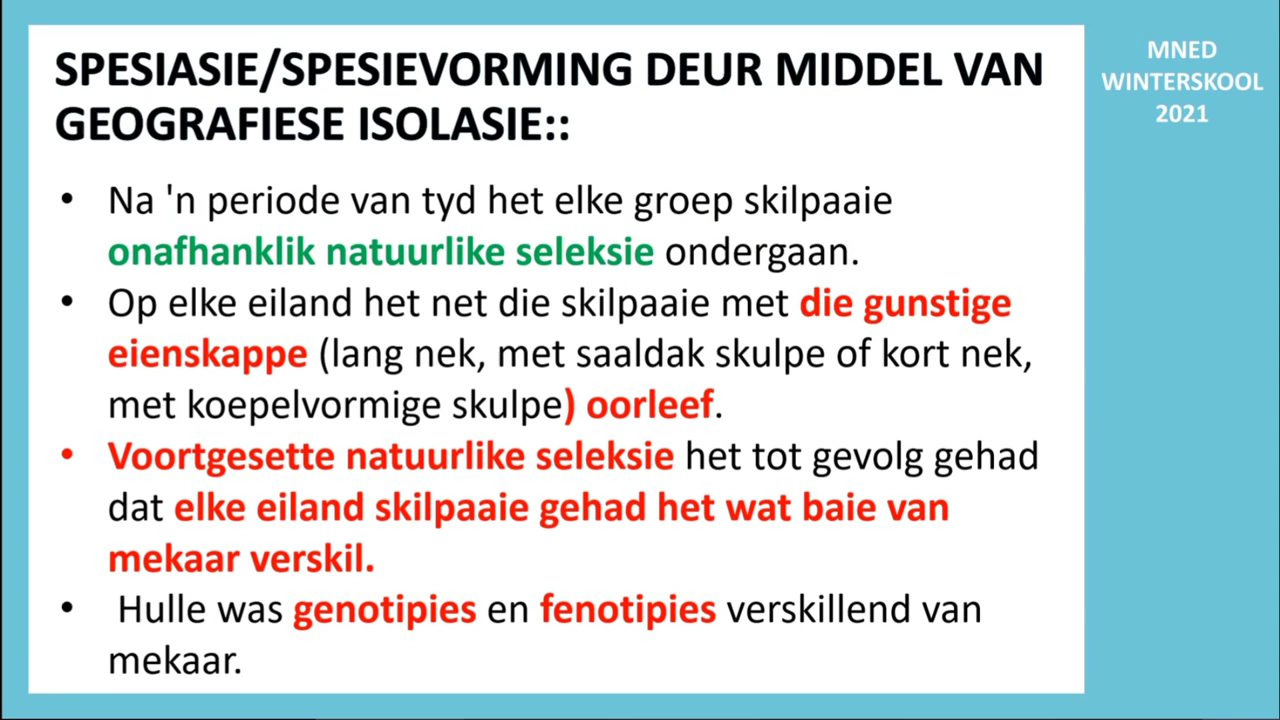 SPESIASIE/SPESIEVORMING DEUR MIDDEL VAN
GEOGRAFIESE ISOLASIE::
• Na 'n periode van tyd het elke groep skilpaaie
onafhanklik natuurlike seleksie ondergaan.
• Op elke eiland het net die skilpaaie met die gunstige
eienskappe (lang nek, met saaldak skulpe of kort nek,
met koepelvormige skulpe) oorleef.
• Voortgesette natuurlike seleksie het tot gevolg gehad
dat elke eiland skilpaaie gehad het wat baie van
mekaar verskil.
• Hulle was genotipies en fenotipies verskillend van
mekaar.
MNED
WINTERSKOOL
2021